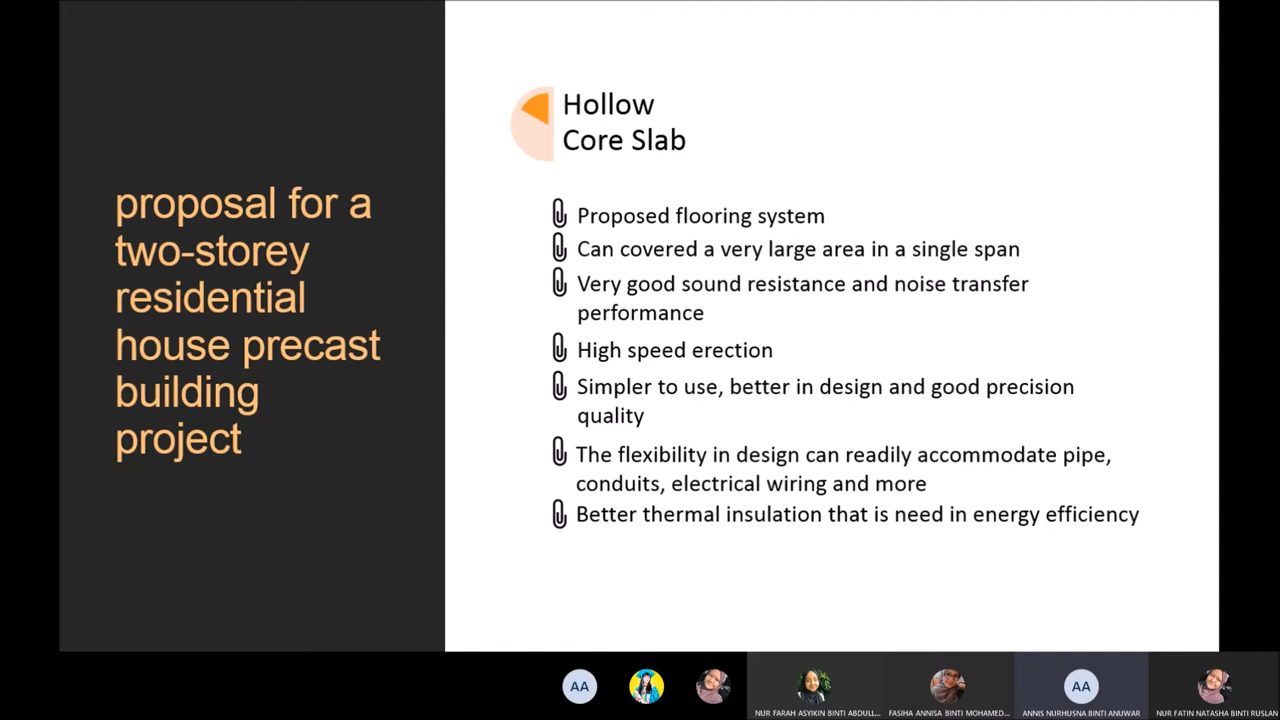 proposal for a
two-storey
residential
house precast
building
project
Hollow
Core Slab
Proposed flooring system
Can covered a very large area in a single span
Very good sound resistance and noise transfer
performance
High speed erection
Simpler to use, better in design and good precision
quality
The flexibility in design can readily accommodate pipe,
conduits, electrical wiring and more
Better thermal insulation that is need in energy efficiency
AA
AA
NUR FARAH ASYIKIN BINTI ABDULL...
FASIHA ANNISA BINTI MOHAMED...
ANNIS NURHUSNA BINTI ANUWAR
NUR FATIN NATASHA BINTI RUSLAN